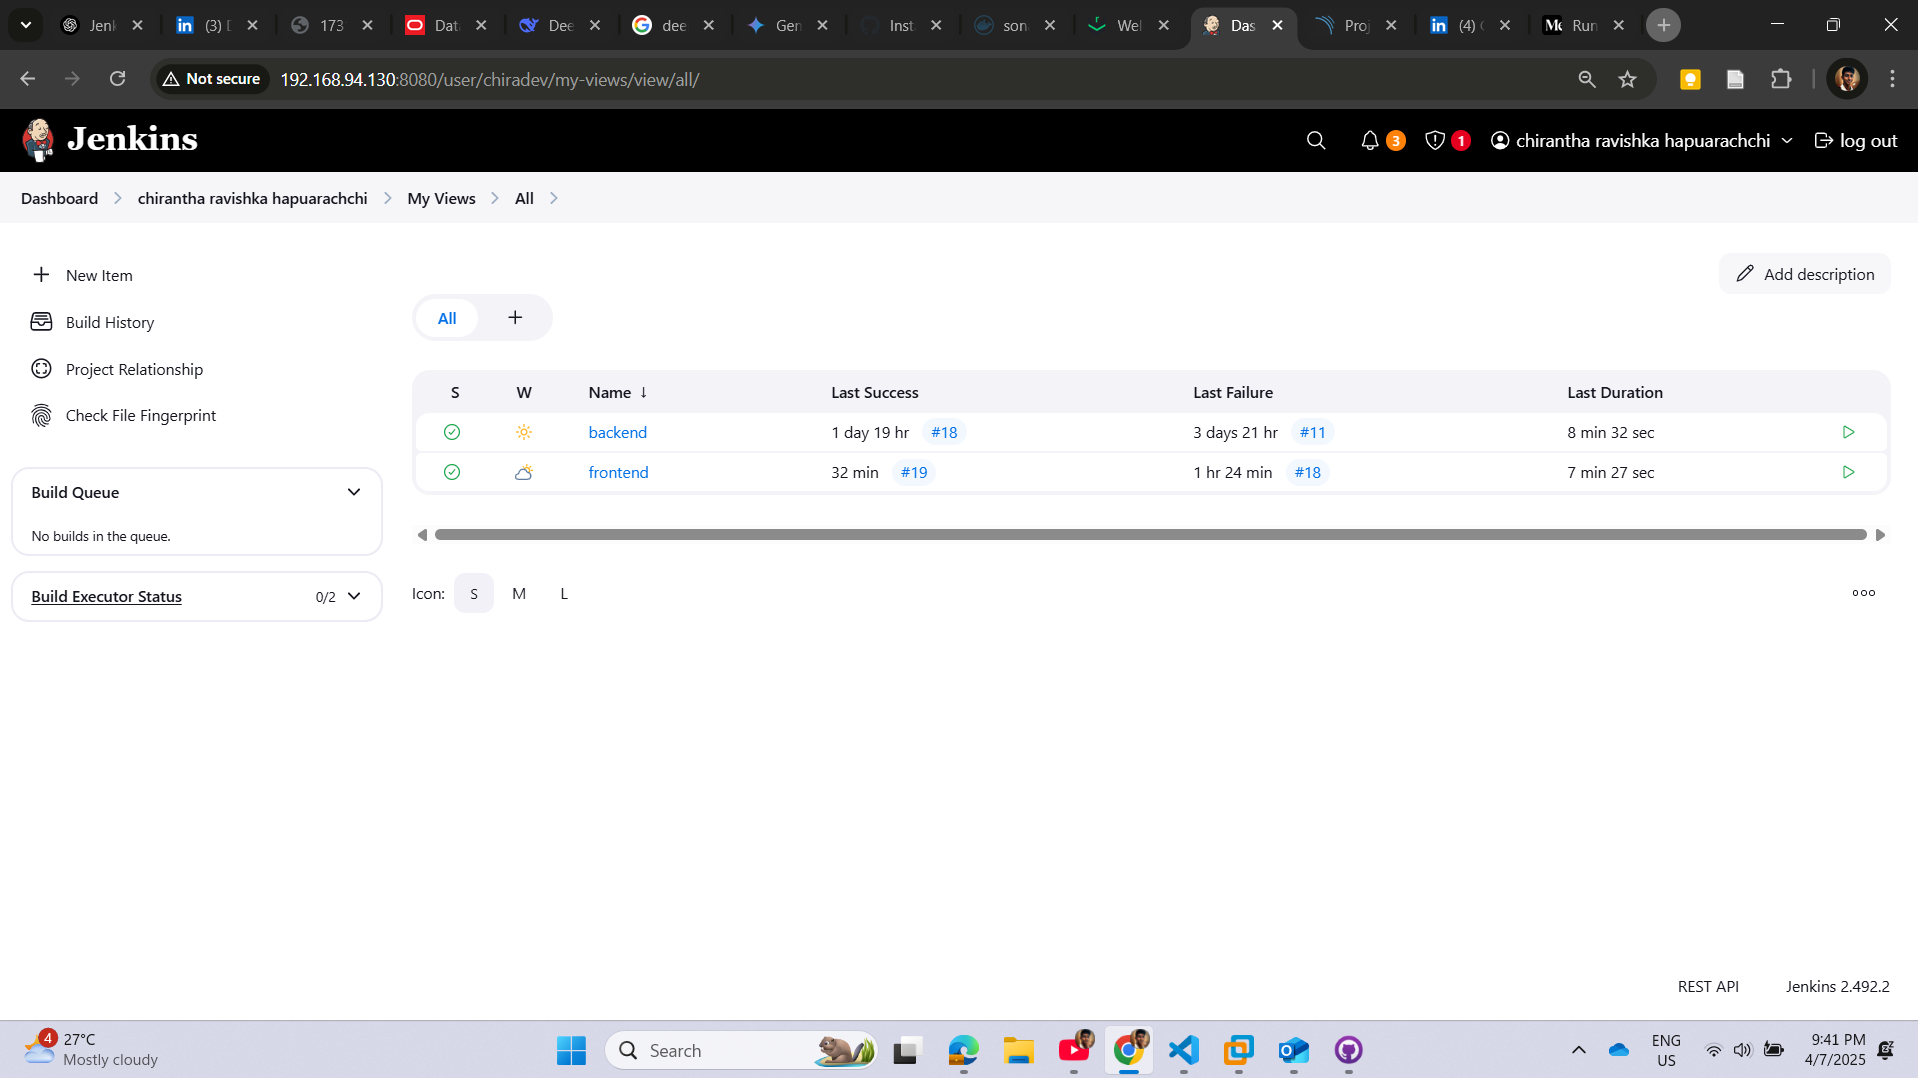 Jenk
(3) D
173
Data
Dee
dee
Gem
Inst
son
Wel
Das
Proj
(4) C
Run
Not secure 192.168.94.130:8080/user/chiradev/my-views/view/all/
Jenkins 3 1 chirantha ravishka hapuarachchi log out
Dashboard chirantha ravishka hapuarachchi My Views All
New Item
Build History
Project Relationship
Check File Fingerprint
Build Queue
No builds in the queue.
Build Executor Status 0/2
Add description
All +
S W Name ↓ Last Success Last Failure Last Duration
backend 1 day 19 hr #18 3 days 21 hr #11 8 min 32 sec
frontend 32 min #19 1 hr 24 min #18 7 min 27 sec
Icon: S M L
REST API Jenkins 2.492.2
4 27°C
Mostly cloudy
Search
ENG
US
9:41 PM
4/7/2025